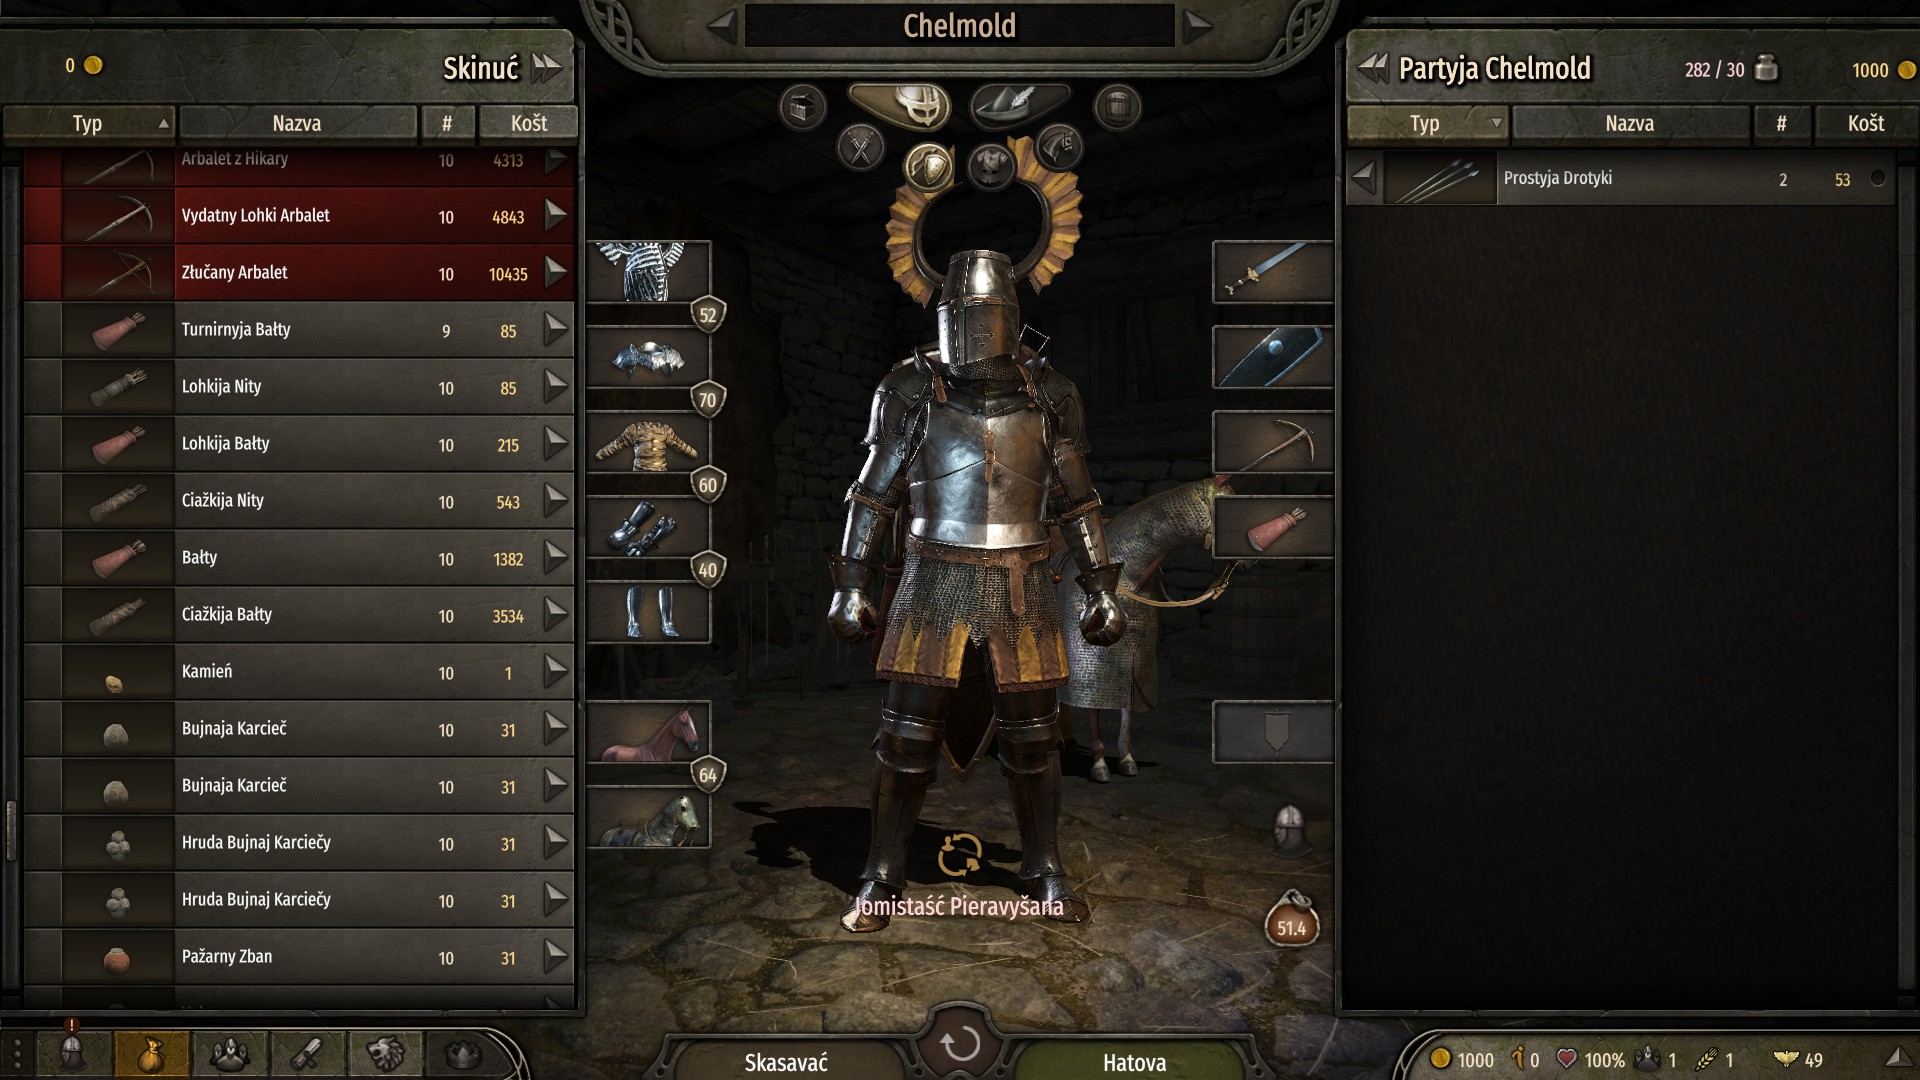 Chelmold
0
Skinuć
Typ Nazva # Košt
Arbalet z Hikary 10 4313
Vydatny Lohki Arbalet 10 4843
Złučany Arbalet 10 10435
Turnirnyja Bałty 9 85
Lohkija Nity 10 85
Lohkija Bałty 10 215
Ciažkija Nity 10 543
Bałty 10 1382
Ciažkija Bałty 10 3534
Kamień 10 1
Bujnaja Karcieč 10 31
Bujnaja Karcieč 10 31
Hruda Bujnaj Karciečy 10 31
Hruda Bujnaj Karciečy 10 31
Pažarny Zban 10 31
52
70
60
40
64
Jomistaść Pieravyšana
51.4
Partyja Chelmold 282 / 30 1000
Typ Nazva # Košt
Prostyja Drotyki 2 53
!
Skasavać
Hatova
1000 0 100% 1 1 49